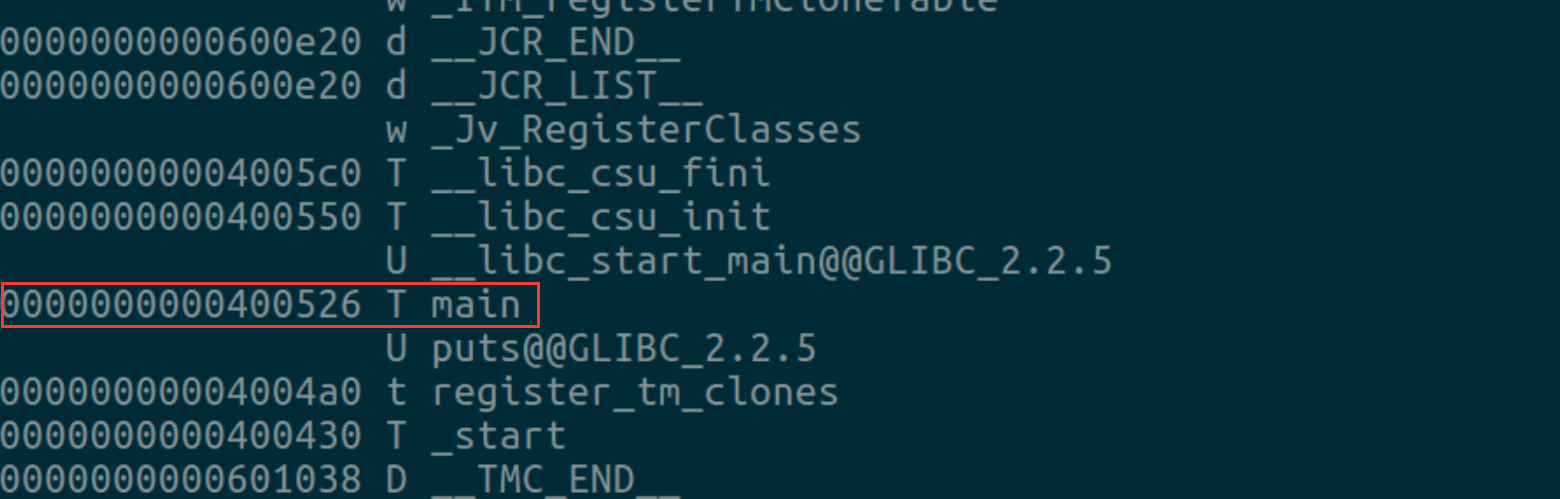 w _ITM_registerTMCloneTable
0000000000600e20 d __JCR_END__
0000000000600e20 d __JCR_LIST__
w _Jv_RegisterClasses
00000000004005c0 T __libc_csu_fini
0000000000400550 T __libc_csu_init
U __libc_start_main@@GLIBC_2.2.5
0000000000400526 T main
U puts@@GLIBC_2.2.5
00000000004004a0 t register_tm_clones
0000000000400430 T _start
0000000000601038 D __TMC_END__